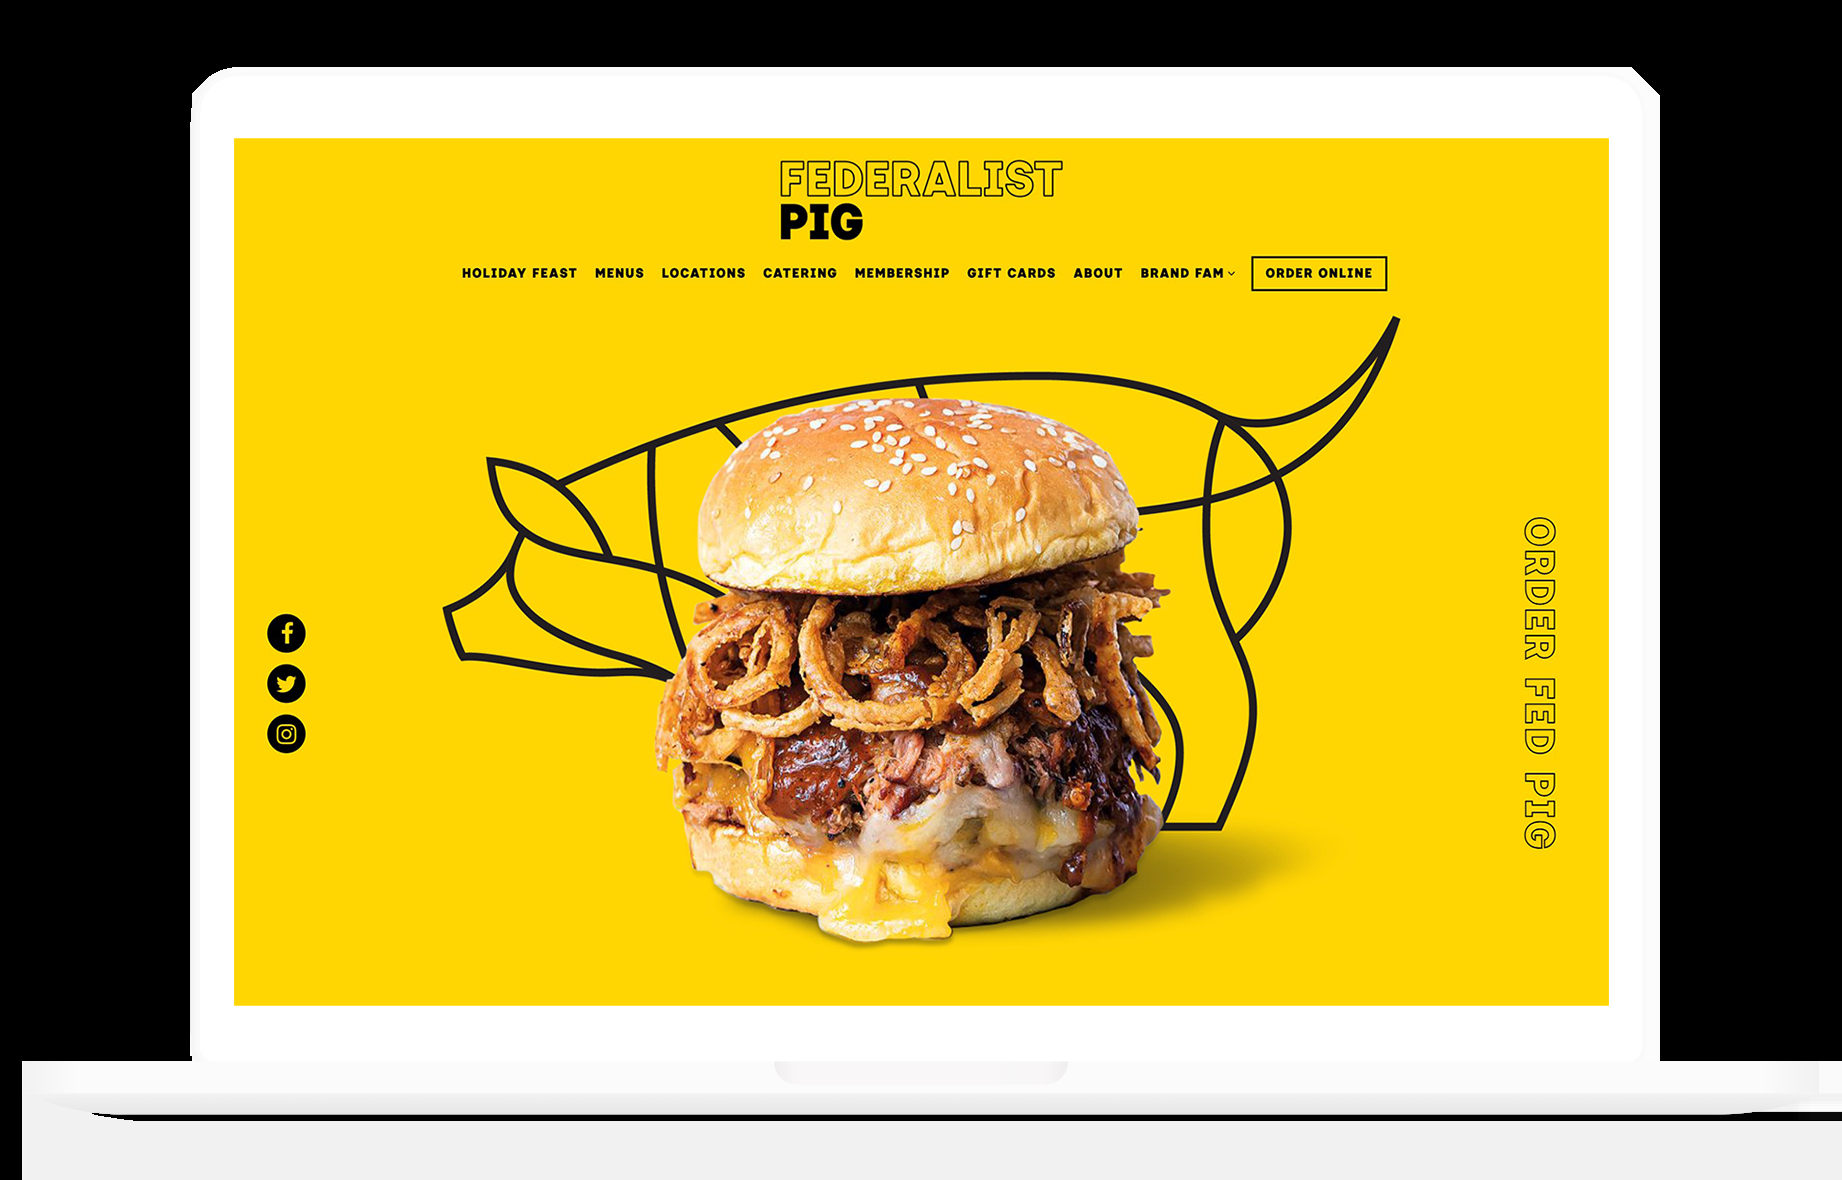 FEDERALIST
PIG
HOLIDAY FEAST MENUS LOCATIONS CATERING MEMBERSHIP GIFT CARDS ABOUT BRAND FAM ORDER ONLINE
ORDER FED PIG